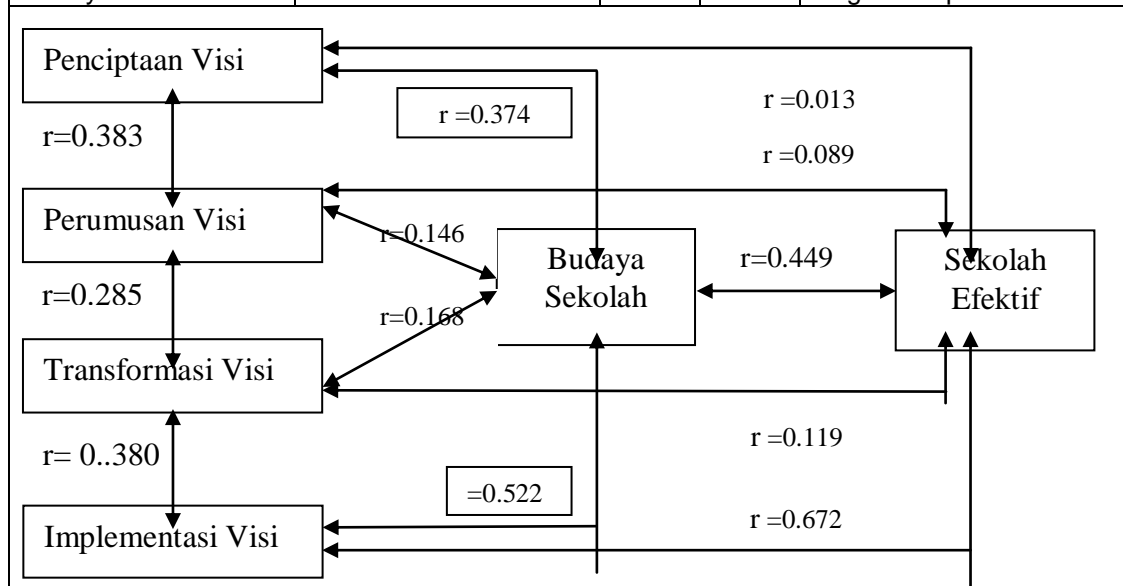 Penciptaan Visi
r =0.374
r =0.013
r=0.383
r =0.089
Perumusan Visi
r=0.146
Budaya
Sekolah
r=0.449
Sekolah
Efektif
r=0.285
r=0.168
Transformasi Visi
r =0.119
r= 0..380
=0.522
r =0.672
Implementasi Visi